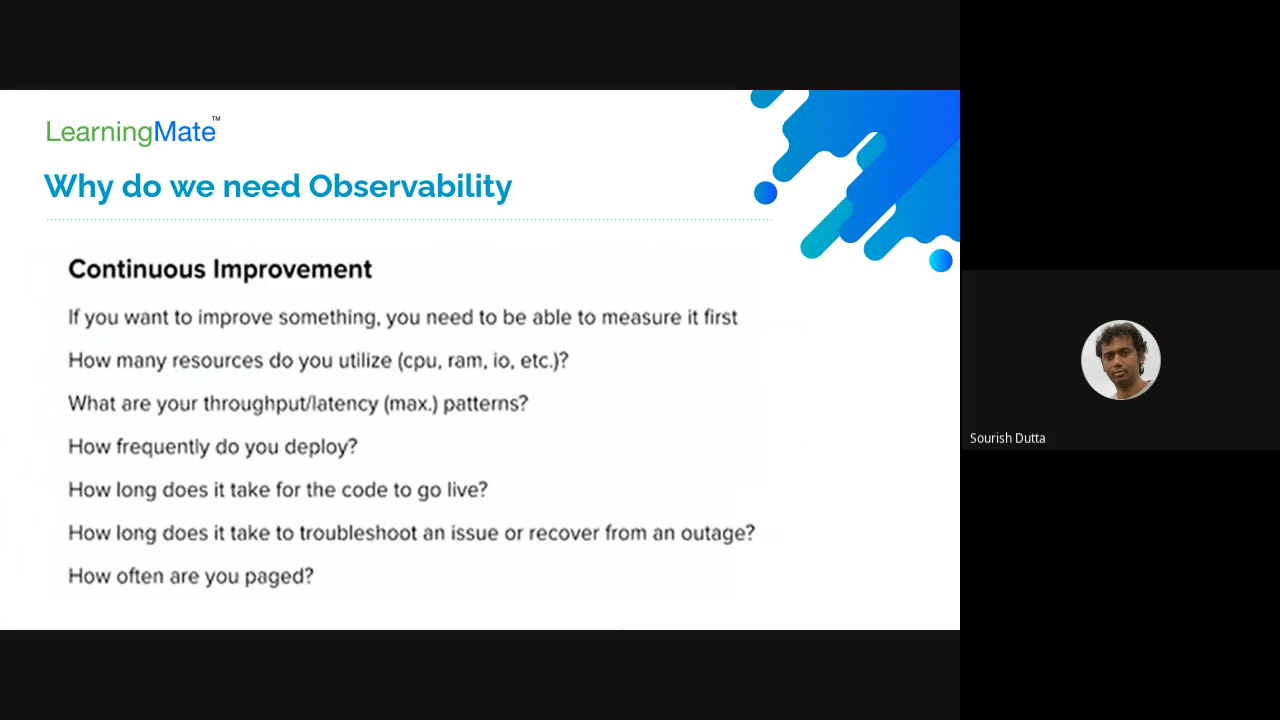 LearningMate™
Why do we need Observability
Continuous Improvement
If you want to improve something, you need to be able to measure it first
How many resources do you utilize (cpu, ram, io, etc.)?
What are your throughput/latency (max.) patterns?
How frequently do you deploy?
How long does it take for the code to go live?
How long does it take to troubleshoot an issue or recover from an outage?
How often are you paged?
Sourish Dutta